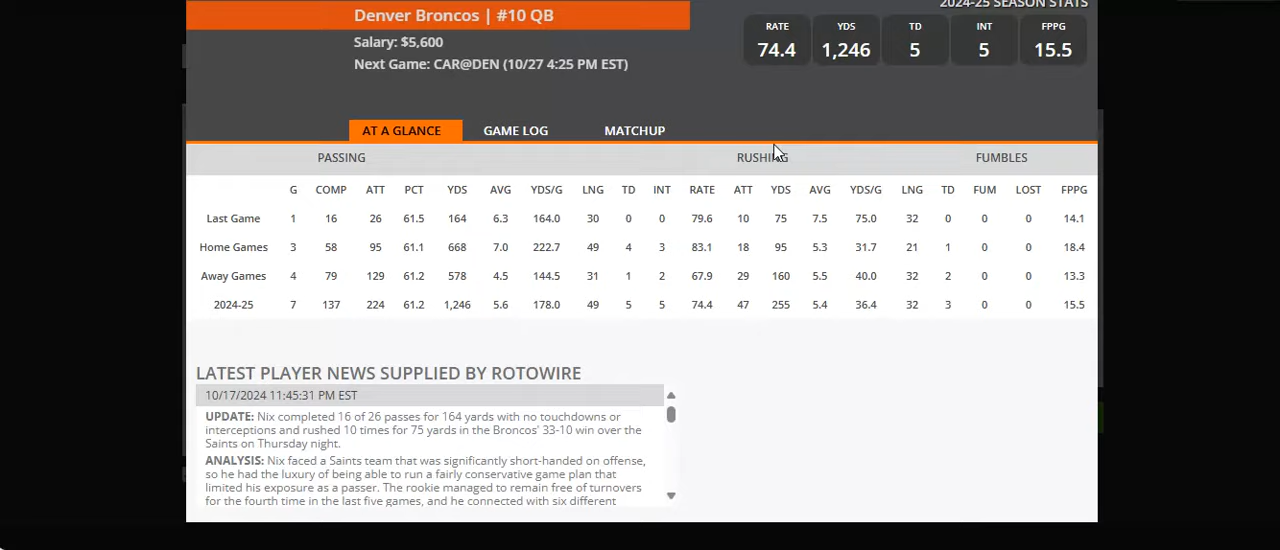 2024-25 SEASON STATS
Denver Broncos | #10 QB
Salary: $5,600
Next Game: CAR@DEN (10/27 4:25 PM EST)
RATE YDS TD INT FPPG
74.4 1,246 5 5 15.5
AT A GLANCE GAME LOG MATCHUP
PASSING RUSHING FUMBLES
G COMP ATT PCT YDS AVG YDS/G LNG TD INT RATE ATT YDS AVG YDS/G LNG TD FUM LOST FPPG
Last Game 1 16 26 61.5 164 6.3 164.0 30 0 0 79.6 10 75 7.5 75.0 32 0 0 0 14.1
Home Games 3 58 95 61.1 668 7.0 222.7 49 4 3 83.1 18 95 5.3 31.7 21 1 0 0 18.4
Away Games 4 79 129 61.2 578 4.5 144.5 31 1 2 67.9 29 160 5.5 40.0 32 2 0 0 13.3
2024-25 7 137 224 61.2 1,246 5.6 178.0 49 5 5 74.4 47 255 5.4 36.4 32 3 0 0 15.5
LATEST PLAYER NEWS SUPPLIED BY ROTOWIRE
10/17/2024 11:45:31 PM EST
UPDATE: Nix completed 16 of 26 passes for 164 yards with no touchdowns or
interceptions and rushed 10 times for 75 yards in the Broncos' 33-10 win over the
Saints on Thursday night.
ANALYSIS: Nix faced a Saints team that was significantly short-handed on offense,
so he had the luxury of being able to run a fairly conservative game plan that
limited his exposure as a passer. The rookie managed to remain free of turnovers
for the fourth time in the last five games, and he connected with six different